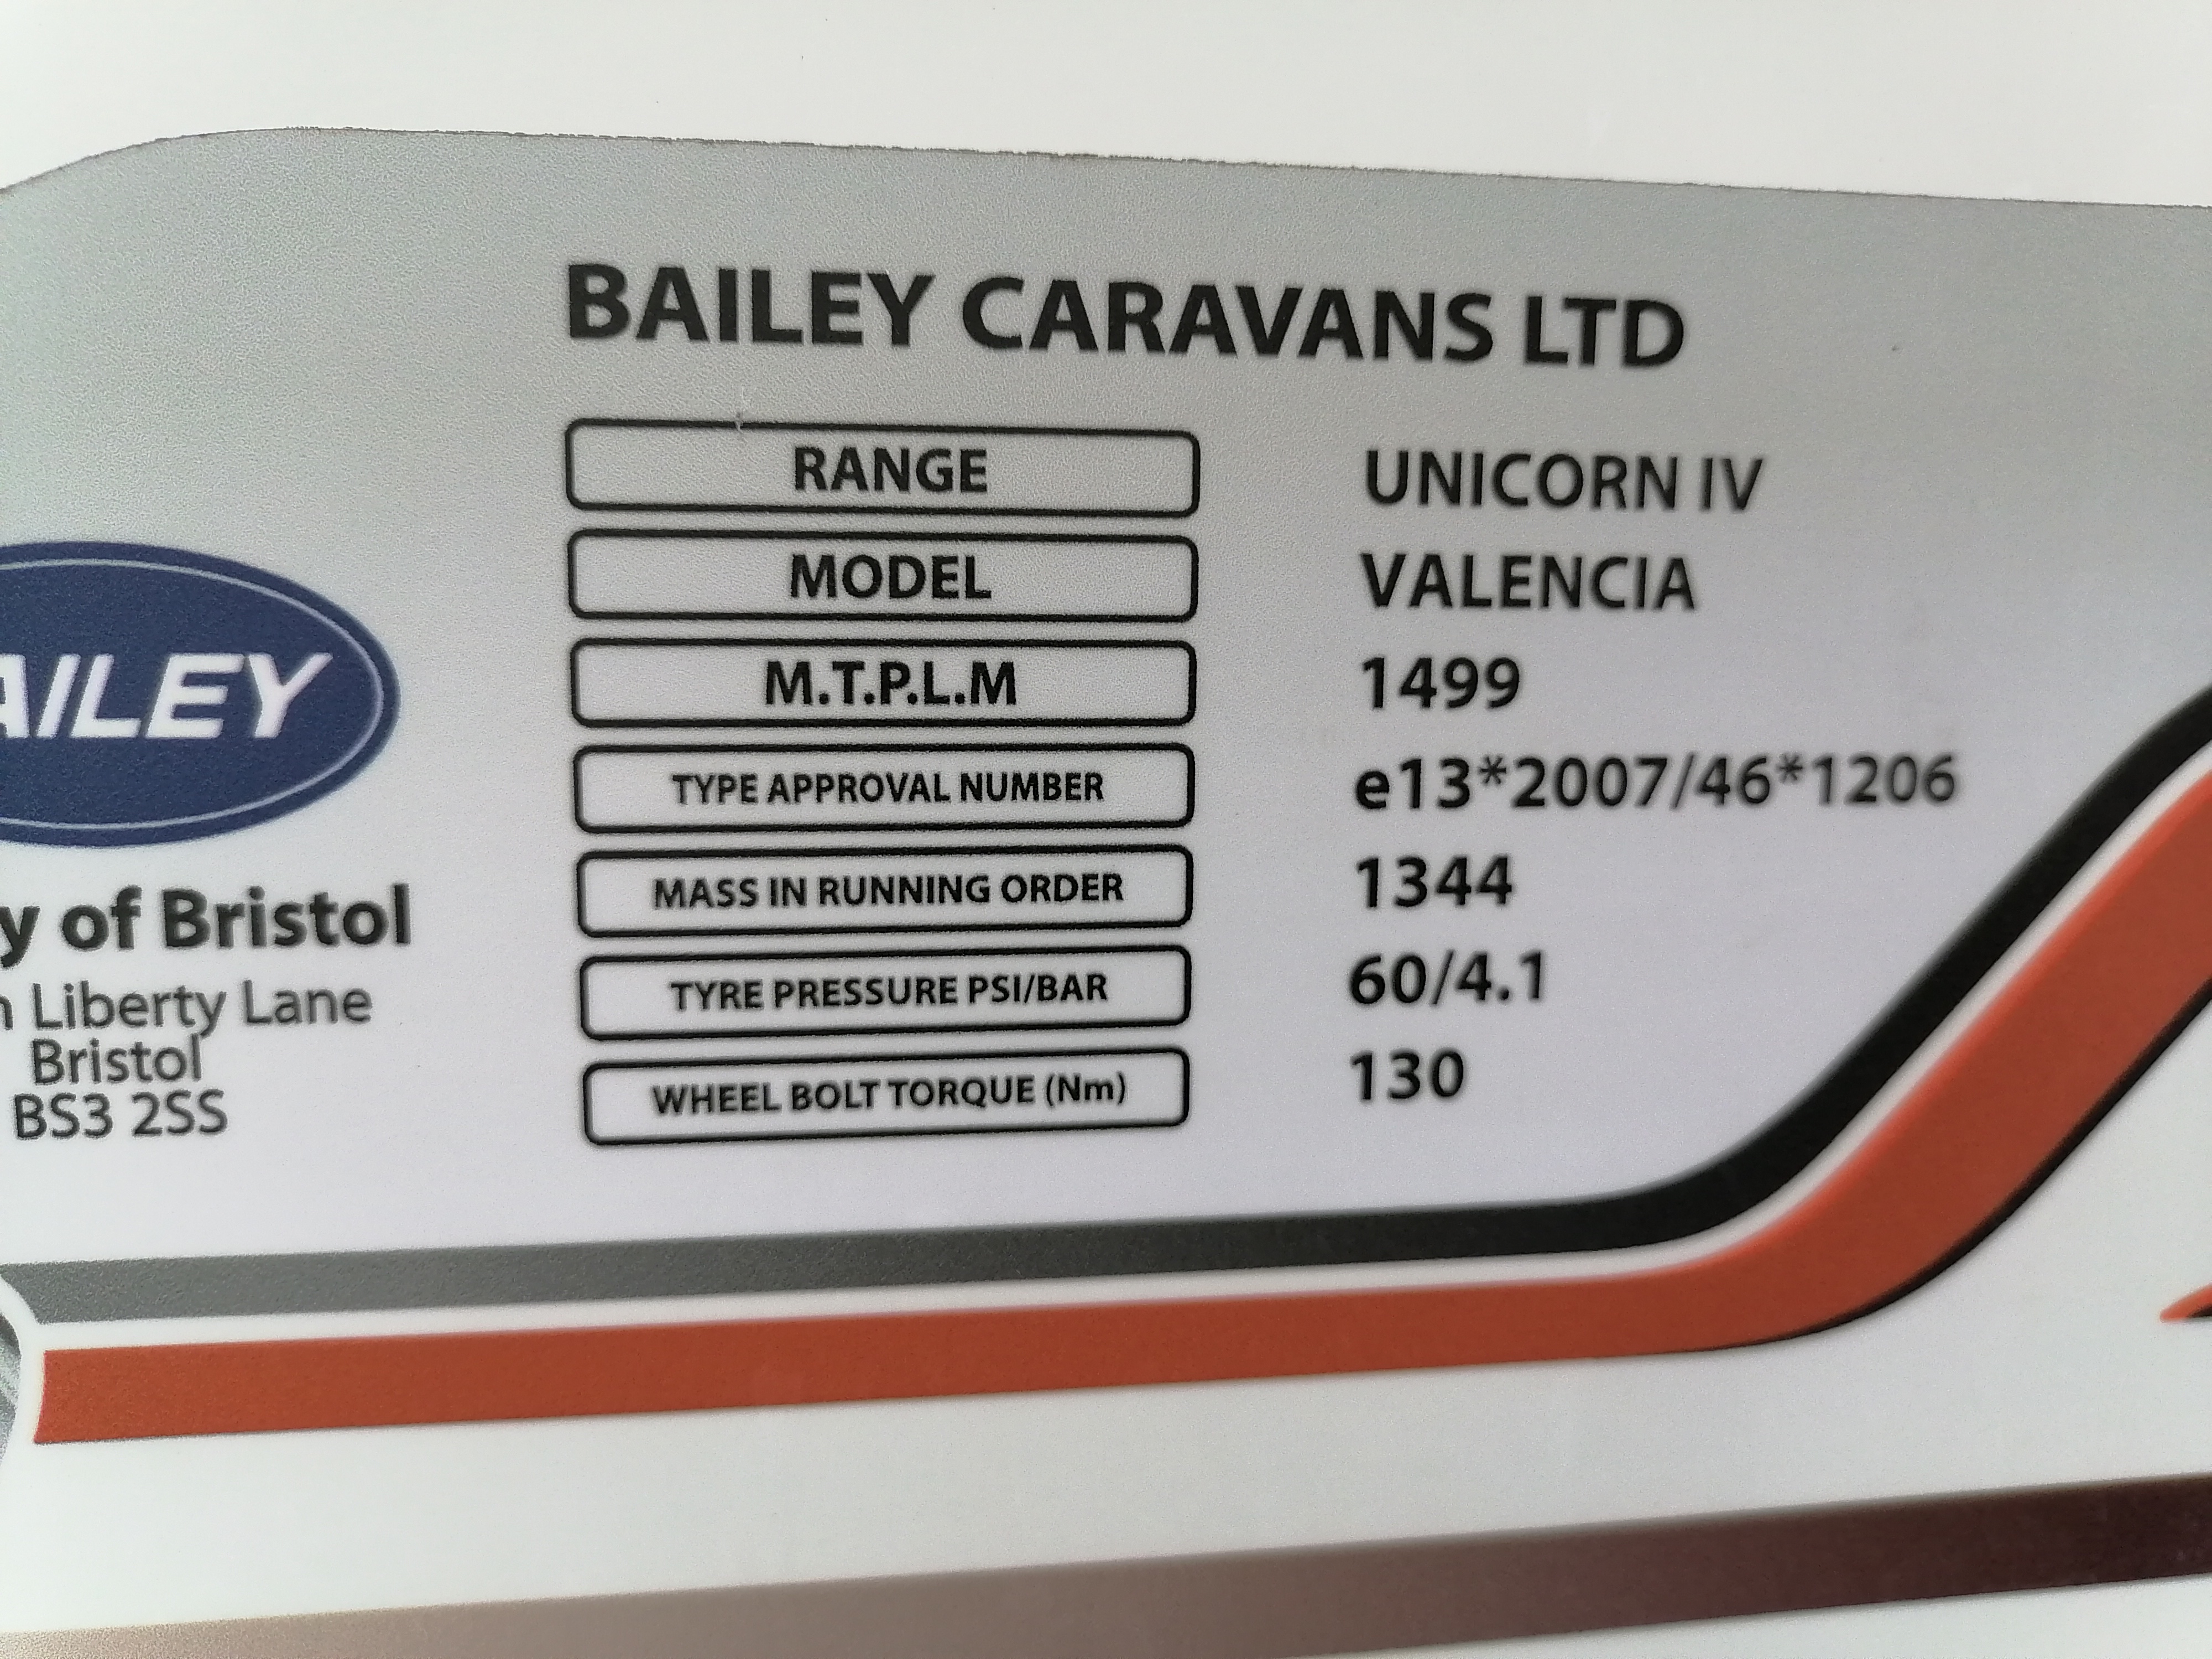 BAILEY CARAVANS LTD
RANGE UNICORN IV
MODEL VALENCIA
M.T.P.L.M 1499
TYPE APPROVAL NUMBER e13*2007/46*1206
MASS IN RUNNING ORDER 1344
TYRE PRESSURE PSI/BAR 60/4.1
WHEEL BOLT TORQUE (Nm) 130
AILEY
y of Bristol
Liberty Lane
Bristol
BS3 2SS